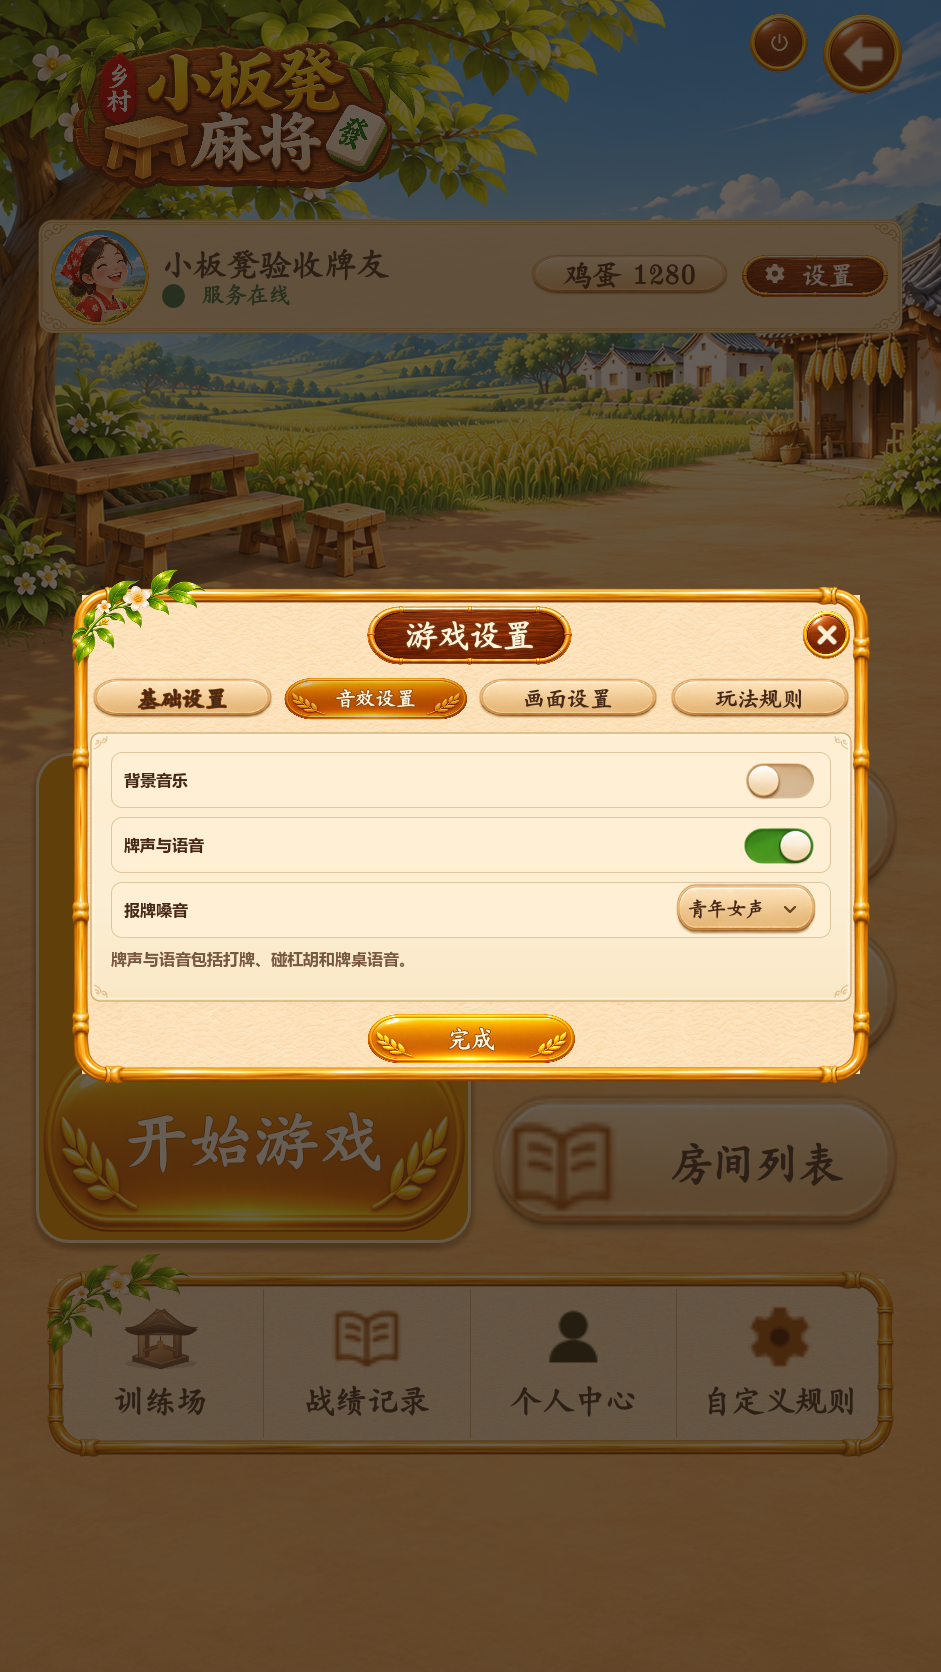 乡村
小板凳
麻将
發
小板凳验收牌友
服务在线
鸡蛋 1280
设置
游戏设置
基础设置
音效设置
画面设置
玩法规则
背景音乐
牌声与语音
报牌嗓音
青年女声
牌声与语音包括打牌、碰杠胡和牌桌语音。
完成
开始游戏
房间列表
训练场
战绩记录
个人中心
自定义规则